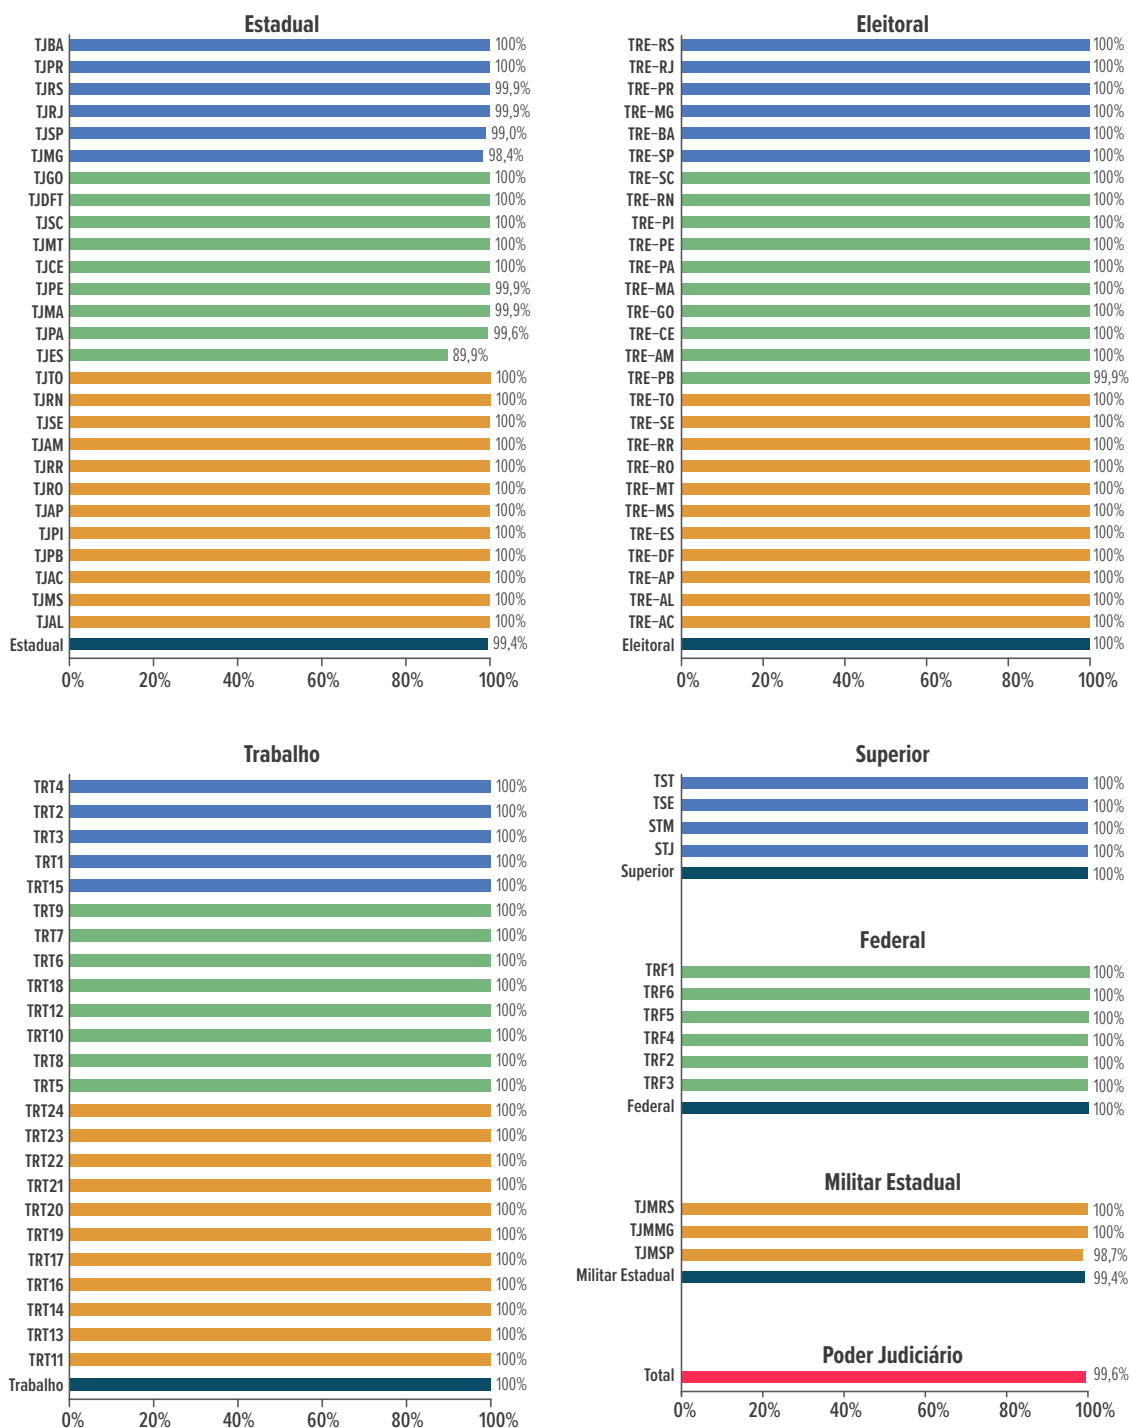 Estadual
TJBA 100%
TJPR 100%
TJRS 99,9%
TJRJ 99,9%
TJSP 99,0%
TJMG 98,4%
TJGO 100%
TJDFT 100%
TJSC 100%
TJMT 100%
TJCE 100%
TJPE 99,9%
TJMA 99,9%
TJPA 99,6%
TJES 89,9%
TJTO 100%
TJRN 100%
TJSE 100%
TJAM 100%
TJRR 100%
TJRO 100%
TJAP 100%
TJPI 100%
TJPB 100%
TJAC 100%
TJMS 100%
TJAL 100%
Estadual 99,4%
0% 20% 40% 60% 80% 100%
Eleitoral
TRE-RS 100%
TRE-RJ 100%
TRE-PR 100%
TRE-MG 100%
TRE-BA 100%
TRE-SP 100%
TRE-SC 100%
TRE-RN 100%
TRE-PI 100%
TRE-PE 100%
TRE-PA 100%
TRE-MA 100%
TRE-GO 100%
TRE-CE 100%
TRE-AM 100%
TRE-PB 99,9%
TRE-TO 100%
TRE-SE 100%
TRE-RR 100%
TRE-RO 100%
TRE-MT 100%
TRE-MS 100%
TRE-ES 100%
TRE-DF 100%
TRE-AP 100%
TRE-AL 100%
TRE-AC 100%
Eleitoral 100%
0% 20% 40% 60% 80% 100%
Trabalho
TRT4 100%
TRT2 100%
TRT3 100%
TRT1 100%
TRT15 100%
TRT9 100%
TRT7 100%
TRT6 100%
TRT18 100%
TRT12 100%
TRT10 100%
TRT8 100%
TRT5 100%
TRT24 100%
TRT23 100%
TRT22 100%
TRT21 100%
TRT20 100%
TRT19 100%
TRT17 100%
TRT16 100%
TRT14 100%
TRT13 100%
TRT11 100%
Trabalho 100%
0% 20% 40% 60% 80% 100%
Superior
TST 100%
TSE 100%
STM 100%
STJ 100%
Superior 100%
Federal
TRF1 100%
TRF6 100%
TRF5 100%
TRF4 100%
TRF2 100%
TRF3 100%
Federal 100%
Militar Estadual
TJMRS 100%
TJMMG 100%
TJMSP 98,7%
Militar Estadual 99,4%
Poder Judiciário
Total 99,6%
0% 20% 40% 60% 80% 100%